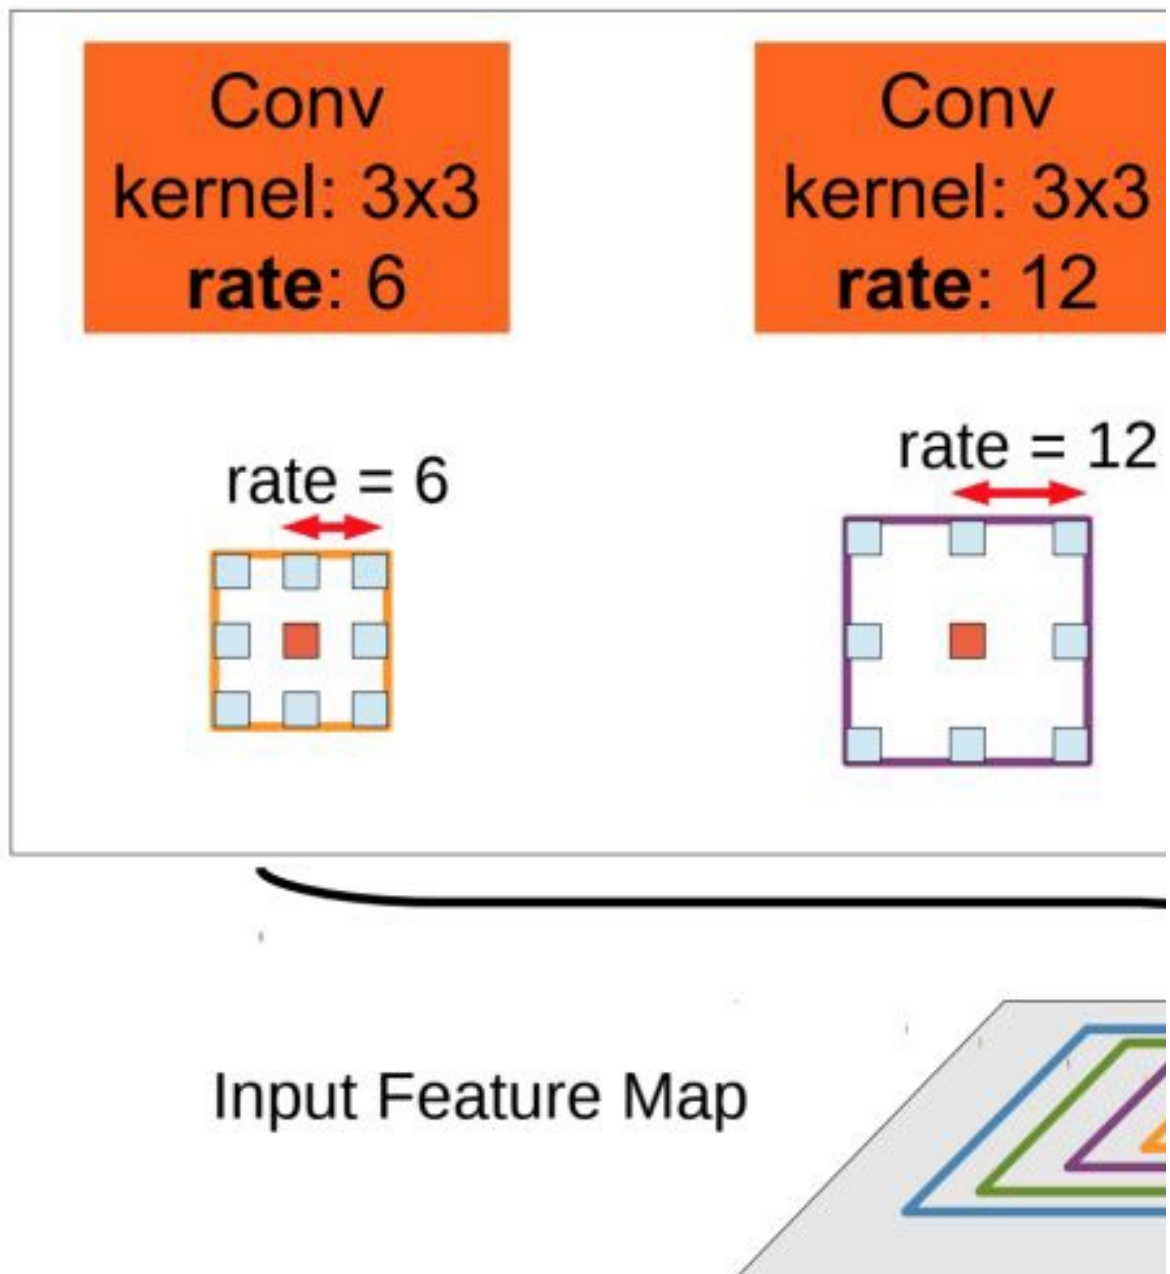 Conv
kernel: 3x3
rate: 6
Conv
kernel: 3x3
rate: 12
rate = 6
rate = 12
Input Feature Map